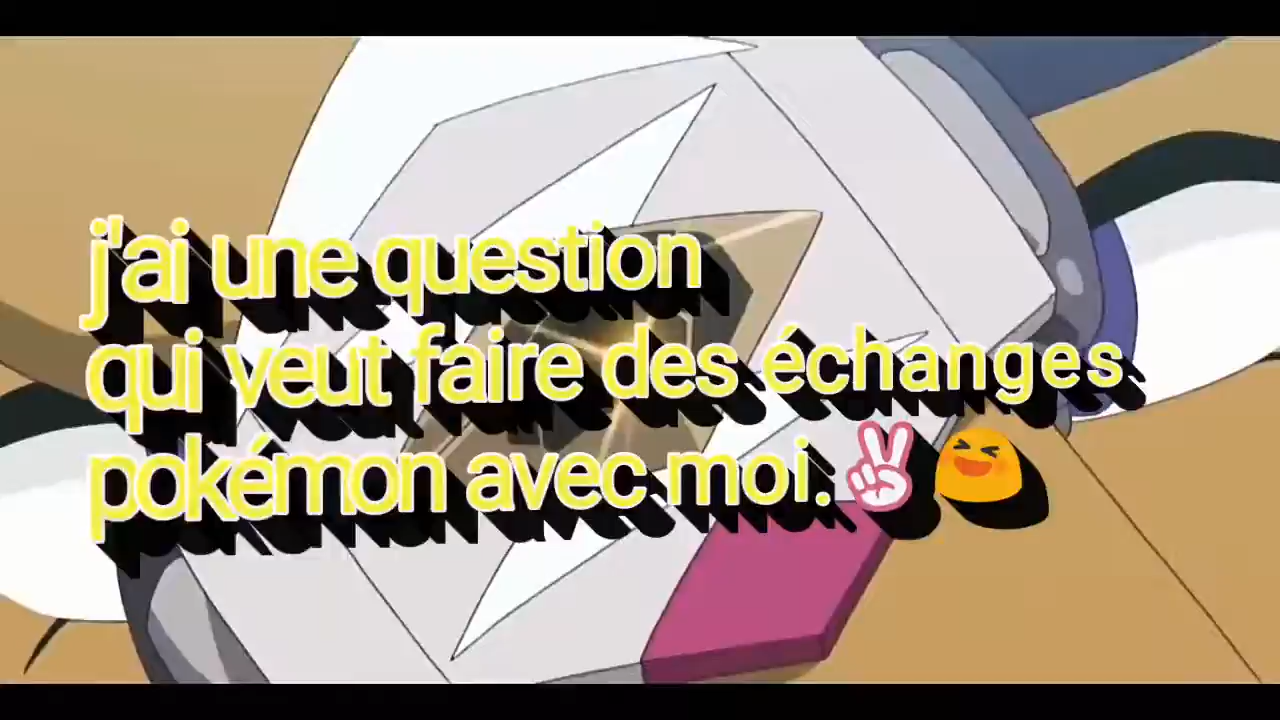 j'ai une question
qui veut faire des échanges
pokémon avec moi.✌😆